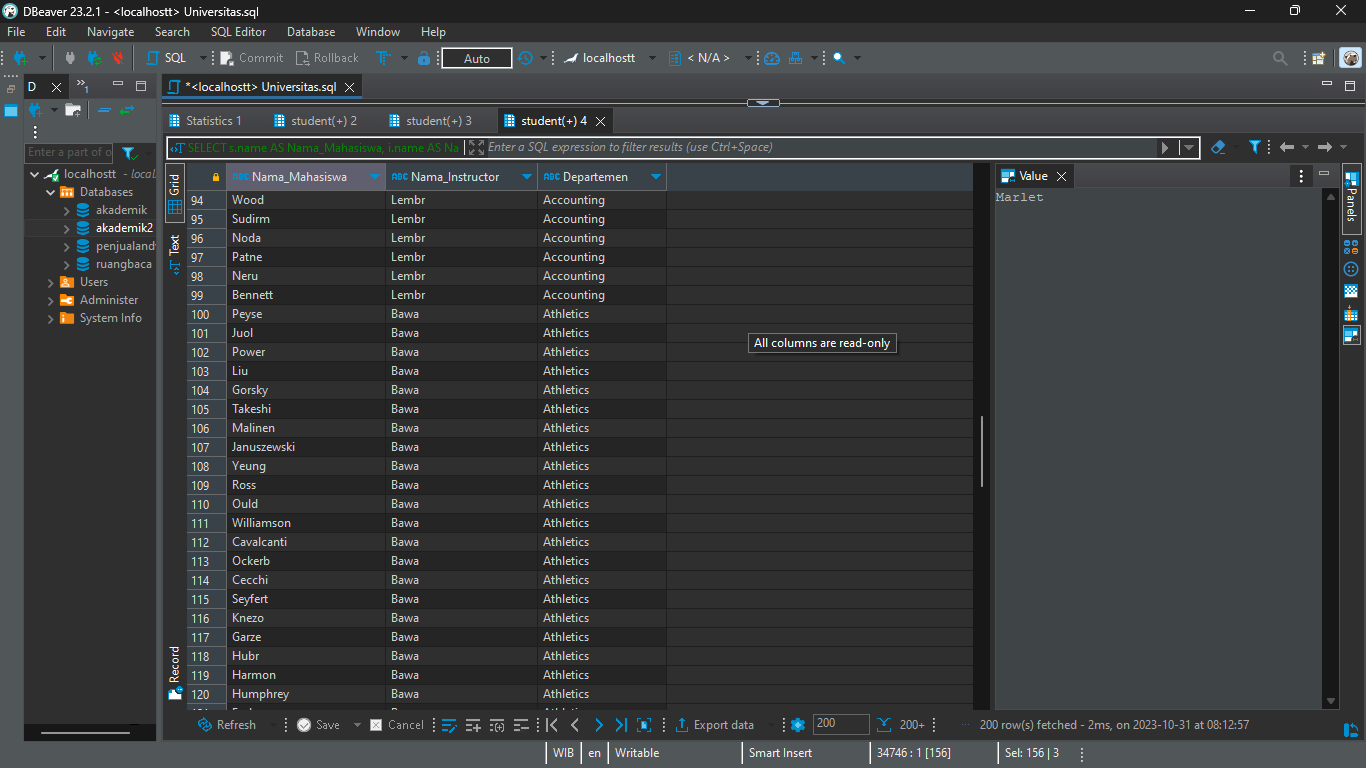 DBeaver 23.2.1 - <localhostt> Universitas.sql
File Edit Navigate Search SQL Editor Database Window Help
SQL Commit Rollback Auto localhostt < N/A >
D »1 *<localhostt> Universitas.sql
Statistics 1 student(+) 2 student(+) 3 student(+) 4
Enter a part of o
SELECT s.name AS Nama_Mahasiswa, i.name AS Na Enter a SQL expression to filter results (use Ctrl+Space)
localhostt - local
Databases
akademik
akademik2
penjualand
ruangbaca
Users
Administer
System Info
Grid
Text
Record
ABC Nama_Mahasiswa ABC Nama_Instructor ABC Departemen
94 Wood Lembr Accounting
95 Sudirm Lembr Accounting
96 Noda Lembr Accounting
97 Patne Lembr Accounting
98 Neru Lembr Accounting
99 Bennett Lembr Accounting
100 Peyse Bawa Athletics
101 Juol Bawa Athletics
102 Power Bawa Athletics
103 Liu Bawa Athletics
104 Gorsky Bawa Athletics
105 Takeshi Bawa Athletics
106 Malinen Bawa Athletics
107 Januszewski Bawa Athletics
108 Yeung Bawa Athletics
109 Ross Bawa Athletics
110 Ould Bawa Athletics
111 Williamson Bawa Athletics
112 Cavalcanti Bawa Athletics
113 Ockerb Bawa Athletics
114 Cecchi Bawa Athletics
115 Seyfert Bawa Athletics
116 Knezo Bawa Athletics
117 Garze Bawa Athletics
118 Hubr Bawa Athletics
119 Harmon Bawa Athletics
120 Humphrey Bawa Athletics
All columns are read-only
Value
Marlet
Panels
Refresh Save Cancel Export data 200 200+ ··· 200 row(s) fetched - 2ms, on 2023-10-31 at 08:12:57
WIB en Writable Smart Insert 34746 : 1 [156] Sel: 156 | 3